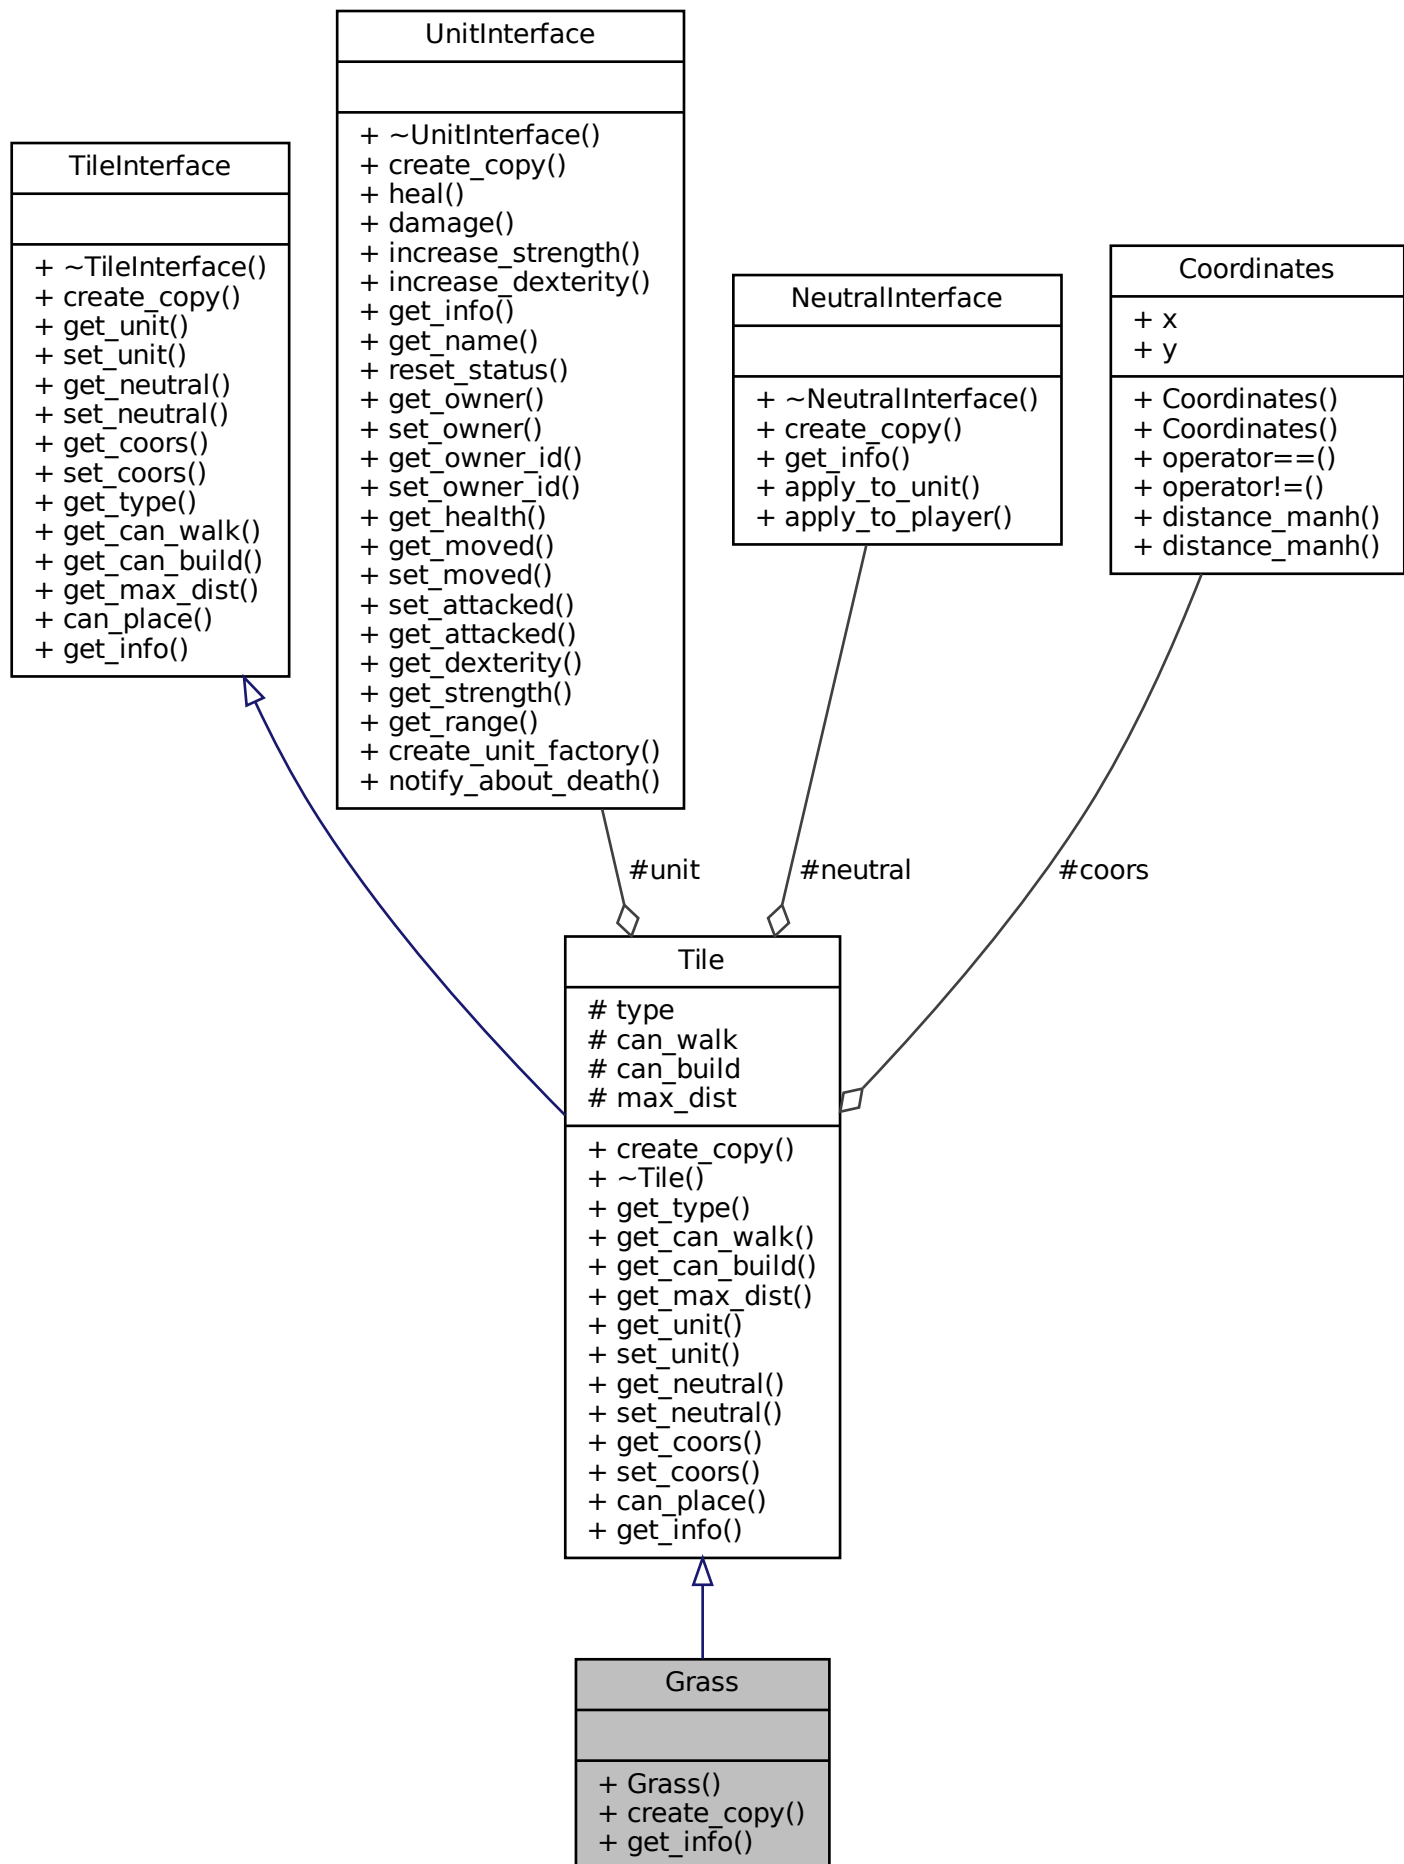 UnitInterface
+ ~UnitInterface()
+ create_copy()
+ heal()
+ damage()
+ increase_strength()
+ increase_dexterity()
+ get_info()
+ get_name()
+ reset_status()
+ get_owner()
+ set_owner()
+ get_owner_id()
+ set_owner_id()
+ get_health()
+ get_moved()
+ set_moved()
+ set_attacked()
+ get_attacked()
+ get_dexterity()
+ get_strength()
+ get_range()
+ create_unit_factory()
+ notify_about_death()
TileInterface
+ ~TileInterface()
+ create_copy()
+ get_unit()
+ set_unit()
+ get_neutral()
+ set_neutral()
+ get_coors()
+ set_coors()
+ get_type()
+ get_can_walk()
+ get_can_build()
+ get_max_dist()
+ can_place()
+ get_info()
NeutralInterface
+ ~NeutralInterface()
+ create_copy()
+ get_info()
+ apply_to_unit()
+ apply_to_player()
Coordinates
+ x
+ y
+ Coordinates()
+ Coordinates()
+ operator==()
+ operator!=()
+ distance_manh()
+ distance_manh()
#unit
#neutral
#coors
Tile
# type
# can_walk
# can_build
# max_dist
+ create_copy()
+ ~Tile()
+ get_type()
+ get_can_walk()
+ get_can_build()
+ get_max_dist()
+ get_unit()
+ set_unit()
+ get_neutral()
+ set_neutral()
+ get_coors()
+ set_coors()
+ can_place()
+ get_info()
Grass
+ Grass()
+ create_copy()
+ get_info()